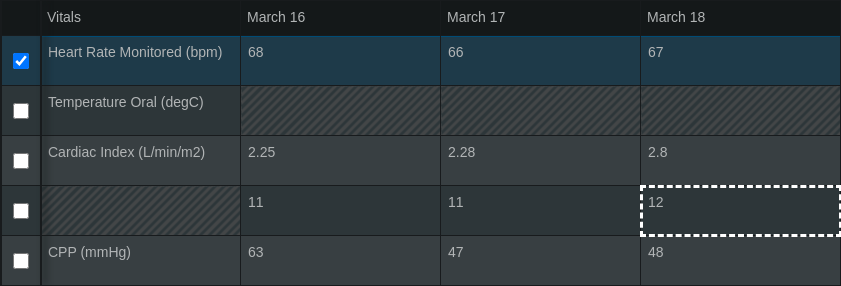 Vitals March 16 March 17 March 18
Heart Rate Monitored (bpm) 68 66 67
Temperature Oral (degC)
Cardiac Index (L/min/m2) 2.25 2.28 2.8
11 11 12
CPP (mmHg) 63 47 48